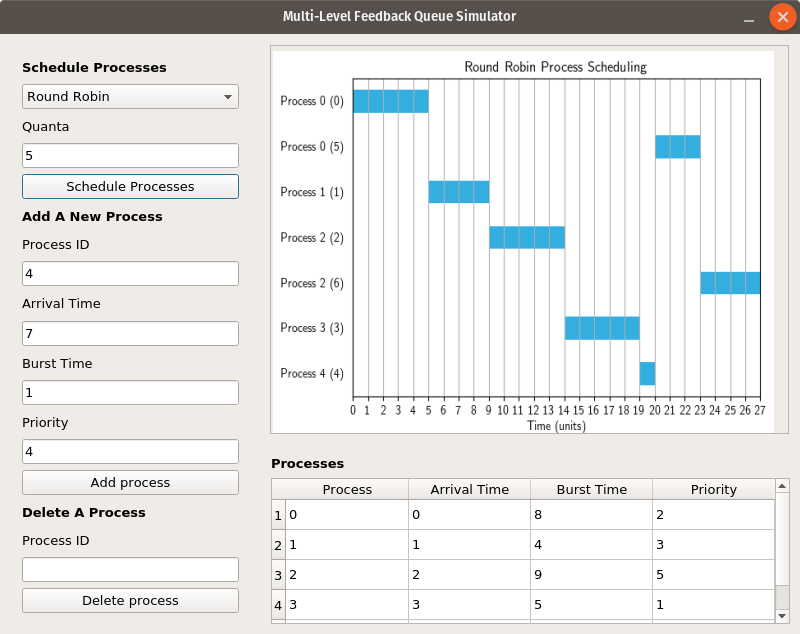 Multi-Level Feedback Queue Simulator
Schedule Processes
Round Robin
Quanta
5
Schedule Processes
Add A New Process
Process ID
4
Arrival Time
7
Burst Time
1
Priority
4
Add process
Delete A Process
Process ID
Delete process
Round Robin Process Scheduling
Process 0 (0)
Process 0 (5)
Process 1 (1)
Process 2 (2)
Process 2 (6)
Process 3 (3)
Process 4 (4)
0 1 2 3 4 5 6 7 8 9 10 11 12 13 14 15 16 17 18 19 20 21 22 23 24 25 26 27
Time (units)
Processes
Process Arrival Time Burst Time Priority
1 0 0 8 2
2 1 1 4 3
3 2 2 9 5
4 3 3 5 1